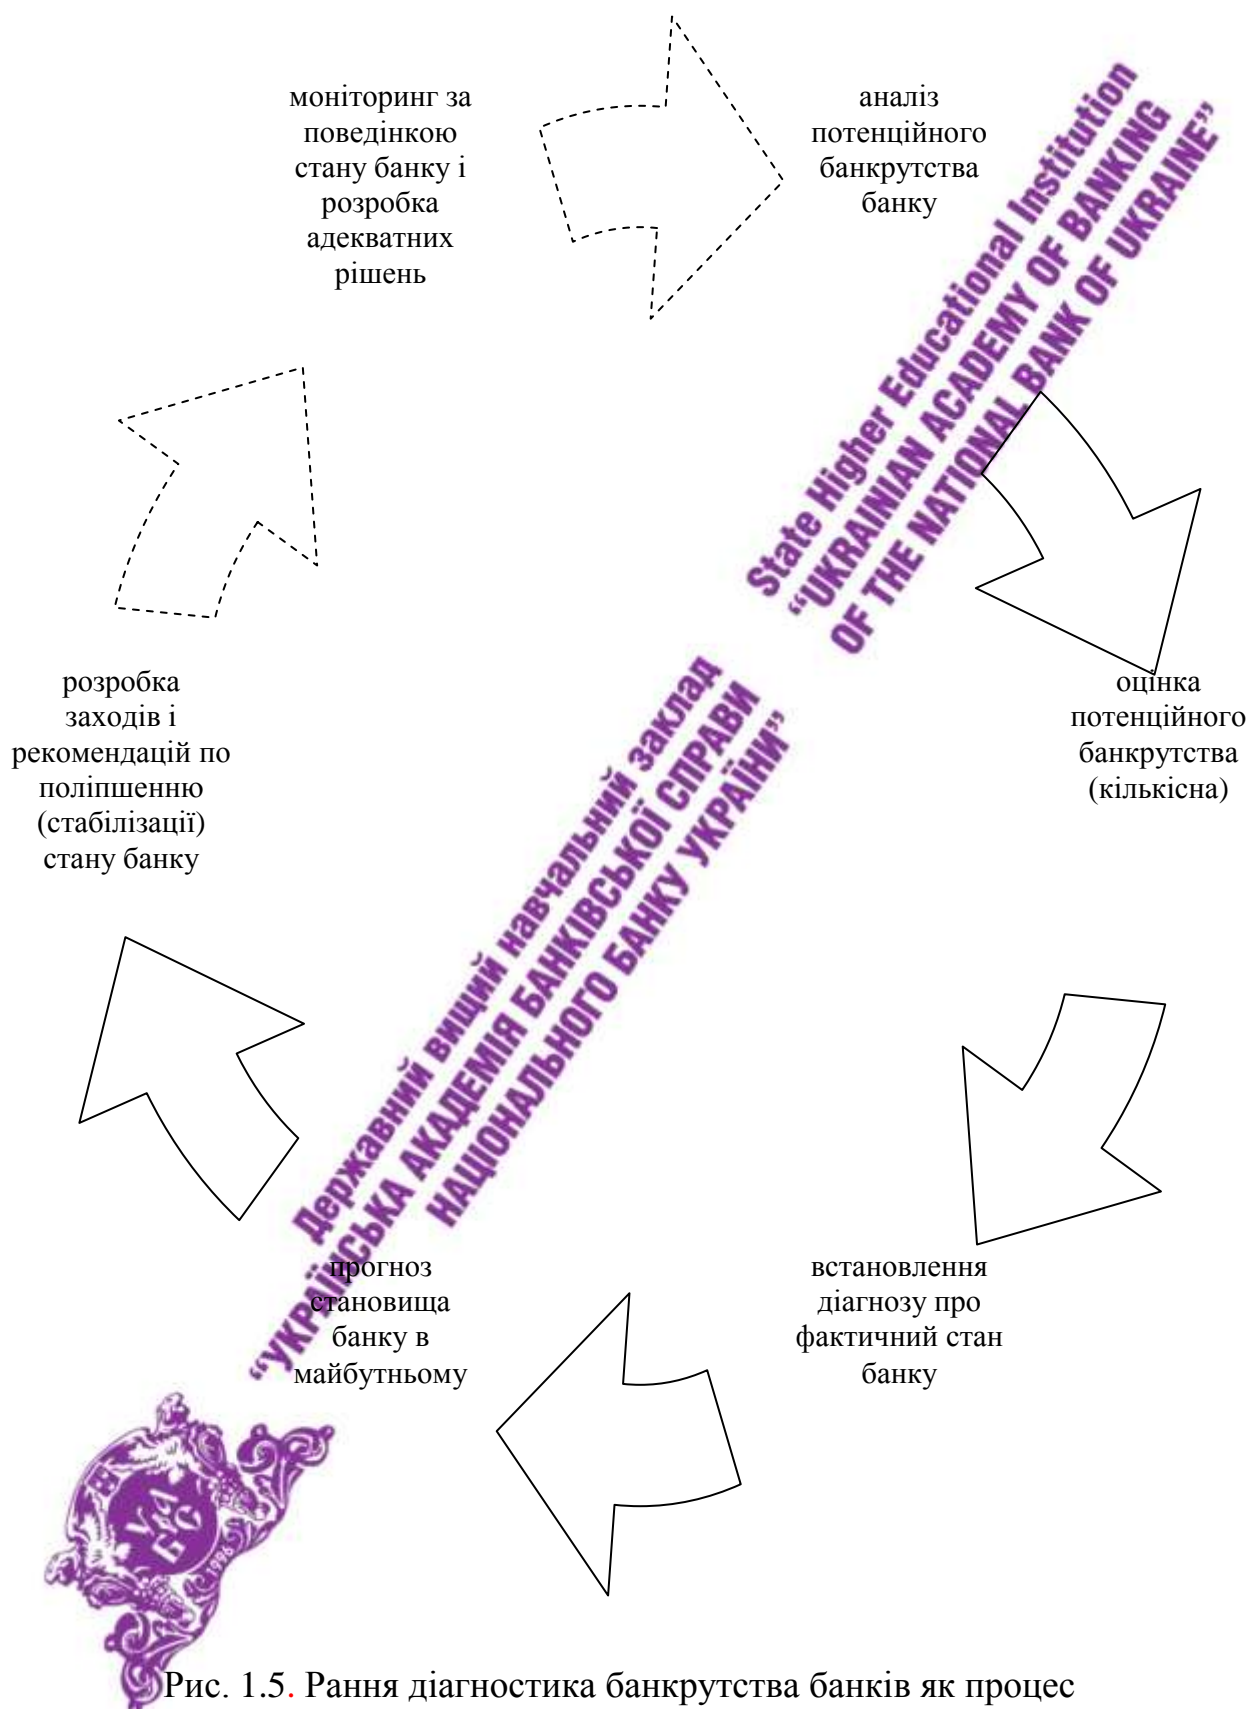 моніторинг за
поведінкою
стану банку і
розробка
адекватних
рішень
аналіз
потенційного
банкрутства
банку
State Higher Educational Institution
“UKRAINIAN ACADEMY OF BANKING
OF THE NATIONAL BANK OF UKRAINE”
оцінка
потенційного
банкрутства
(кількісна)
розробка
заходів і
рекомендацій по
поліпшенню
(стабілізації)
стану банку
Державний вищий навчальний заклад
“УКРАЇНСЬКА АКАДЕМІЯ БАНКІВСЬКОЇ СПРАВИ
НАЦІОНАЛЬНОГО БАНКУ УКРАЇНИ”
встановлення
діагнозу про
фактичний стан
банку
прогноз
становища
банку в
майбутньому
УА
БС
1996
Рис. 1.5. Рання діагностика банкрутства банків як процес